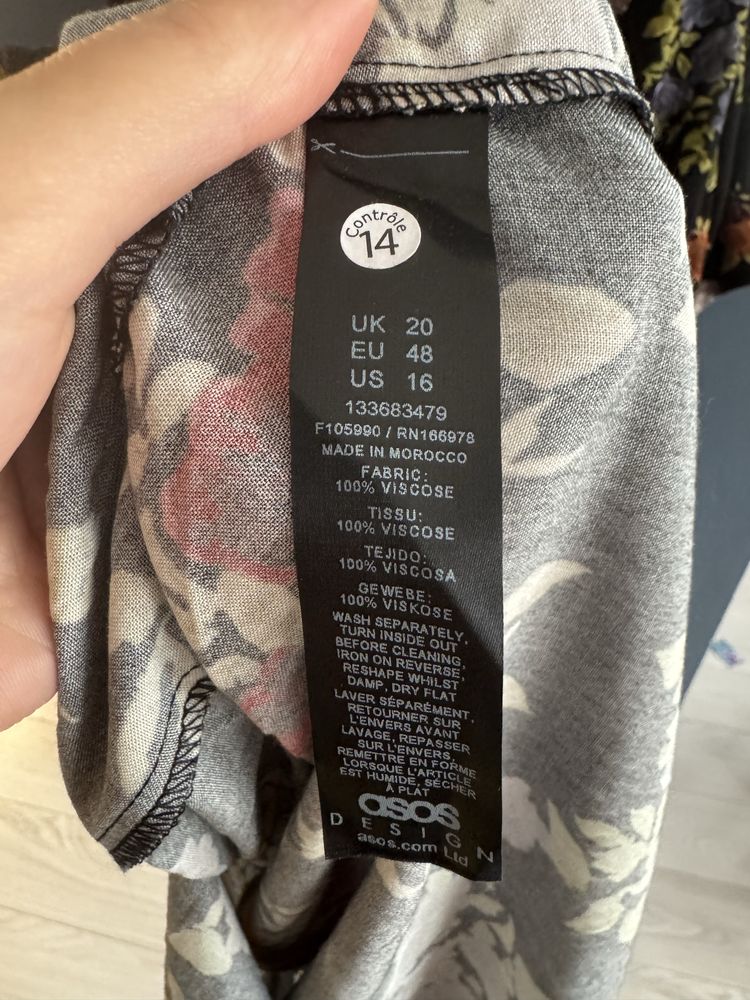 Contrôle
14
UK 20
EU 48
US 16
133683479
F105990 / RN166978
MADE IN MOROCCO
FABRIC:
100% VISCOSE
TISSU:
100% VISCOSE
TEJIDO:
100% VISCOSA
GEWEBE:
100% VISKOSE
WASH SEPARATELY,
TURN INSIDE OUT
BEFORE CLEANING,
IRON ON REVERSE,
RESHAPE WHILST
DAMP, DRY FLAT
LAVER SÉPARÉMENT,
RETOURNER SUR
L'ENVERS AVANT
LAVAGE, REPASSER
SUR L'ENVERS,
REMETTRE EN FORME
LORSQUE L'ARTICLE
EST HUMIDE, SÉCHER
À PLAT
asos
DESIGN
asos.com Ltd